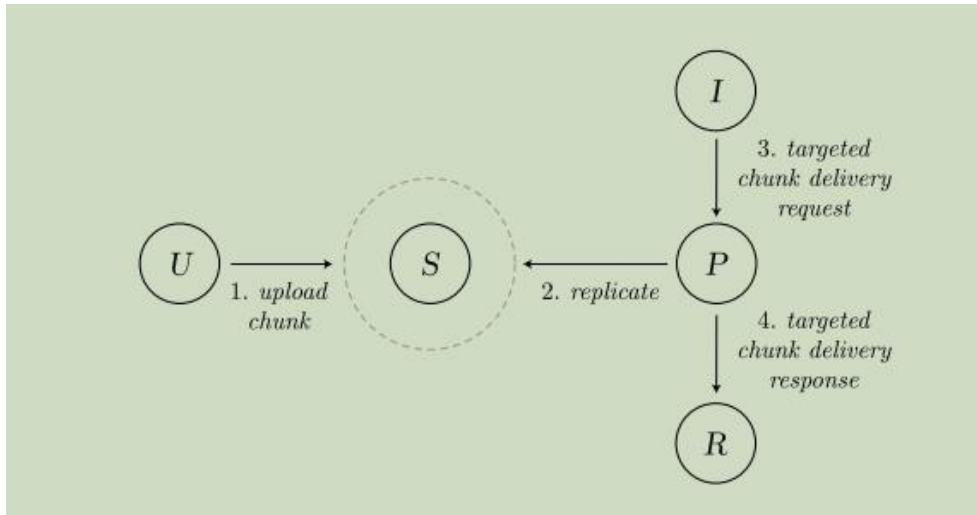 I
3. targeted
chunk delivery
request
U
S
P
1. upload
chunk
2. replicate
4. targeted
chunk delivery
response
R